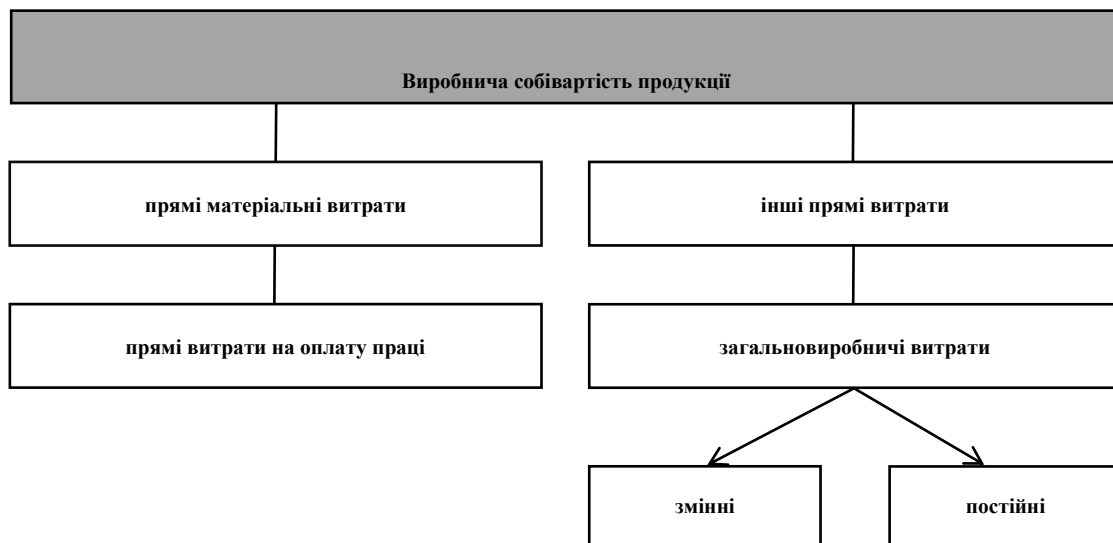 Виробнича собівартість продукції
прямі матеріальні витрати
інші прямі витрати
прямі витрати на оплату праці
загальновиробничі витрати
змінні
постійні